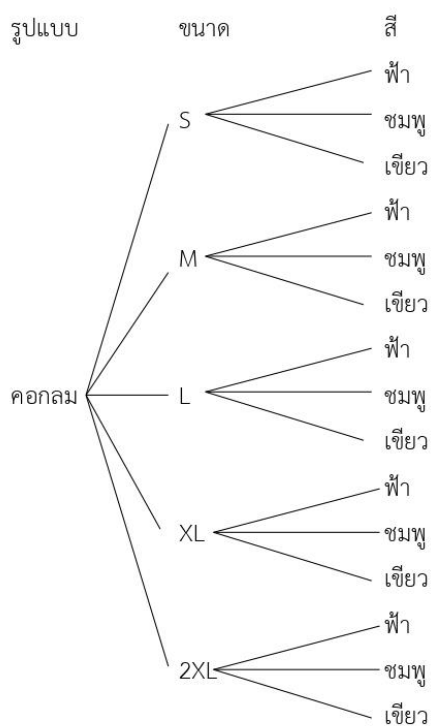 รูปแบบ ขนาด สี
ฟ้า
S ชมพู
เขียว
ฟ้า
M ชมพู
เขียว
ฟ้า
คอกลม L ชมพู
เขียว
ฟ้า
XL ชมพู
เขียว
ฟ้า
2XL ชมพู
เขียว